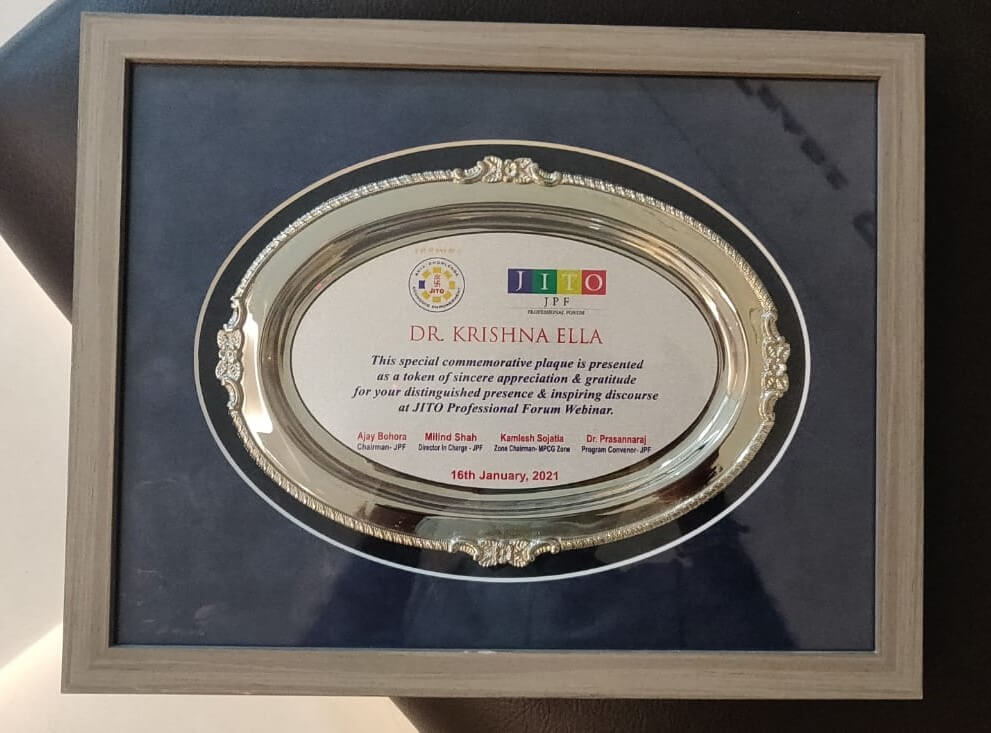 JITO
JITO
JPF
PROFESSIONAL FORUM
DR. KRISHNA ELLA
This special commemorative plaque is presented
as a token of sincere appreciation & gratitude
for your distinguished presence & inspiring discourse
at JITO Professional Forum Webinar.
Ajay Bohora Milind Shah Kamlesh Sojatia Dr. Prasannaraj
Chairman- JPF Director In Charge - JPF Zone Chairman- MPCG Zone Program Convenor- JPF
16th January, 2021